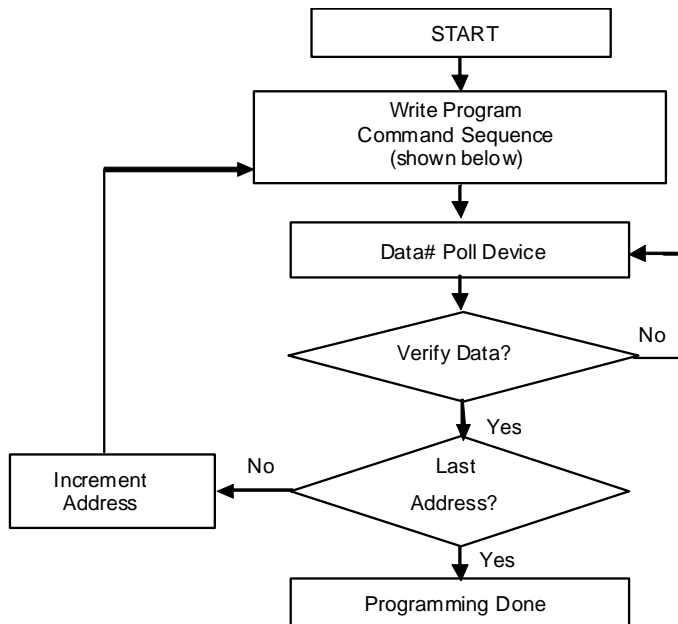 START
Write Program
Command Sequence
(shown below)
Data# Poll Device
Verify Data?
No
Yes
Last
Address?
No
Increment
Address
Yes
Programming Done